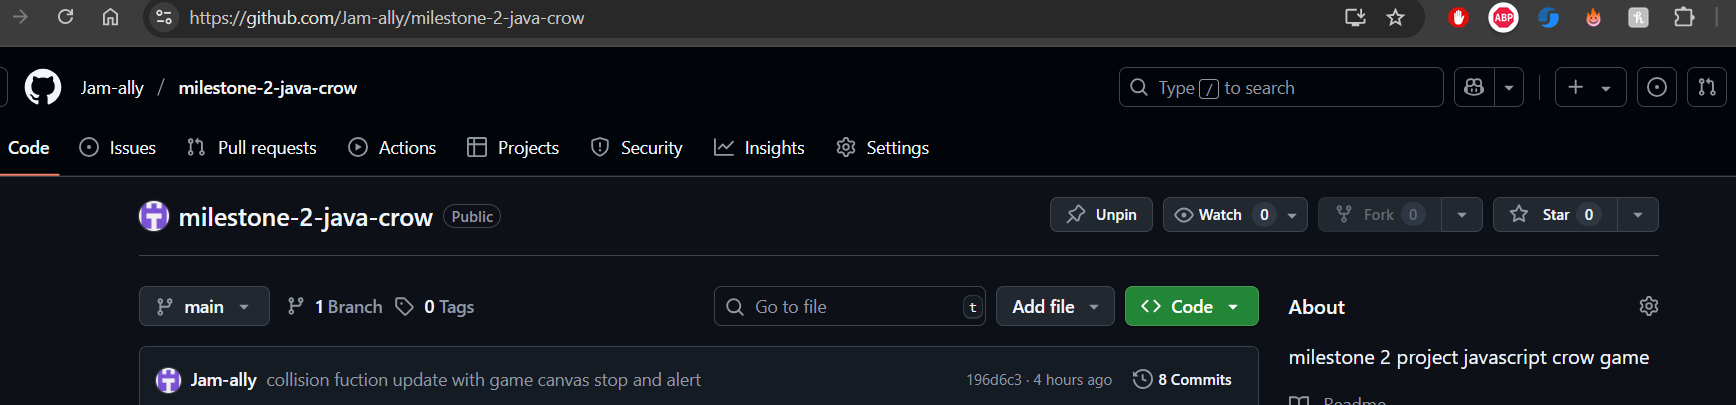 https://github.com/Jam-ally/milestone-2-java-crow
ABP
Jam-ally / milestone-2-java-crow
Type / to search
Code Issues Pull requests Actions Projects Security Insights Settings
milestone-2-java-crow Public
Unpin Watch 0 Fork 0 Star 0
main 1 Branch 0 Tags Go to file t Add file Code
About
milestone 2 project javascript crow game
Jam-ally collision fuction update with game canvas stop and alert 196d6c3 · 4 hours ago 8 Commits
Readme